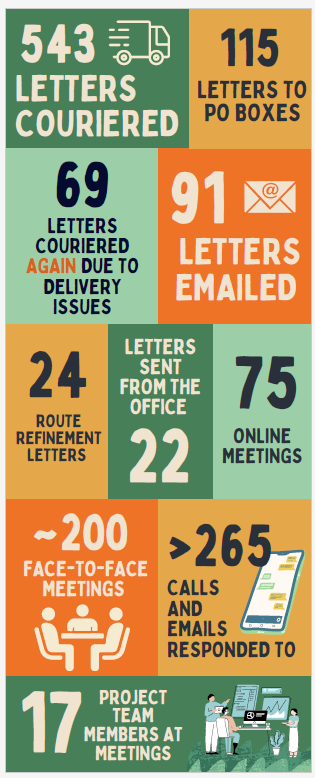 543
LETTERS
COURIERED
115
LETTERS TO
PO BOXES
69
LETTERS
COURIERED
AGAIN DUE TO
DELIVERY
ISSUES
91
@
LETTERS
EMAILED
24
ROUTE
REFINEMENT
LETTERS
LETTERS
SENT
FROM THE
OFFICE
22
75
ONLINE
MEETINGS
~200
FACE-TO-FACE
MEETINGS
>265
CALLS
AND
EMAILS
RESPONDED TO
17
PROJECT
TEAM
MEMBERS AT
MEETINGS